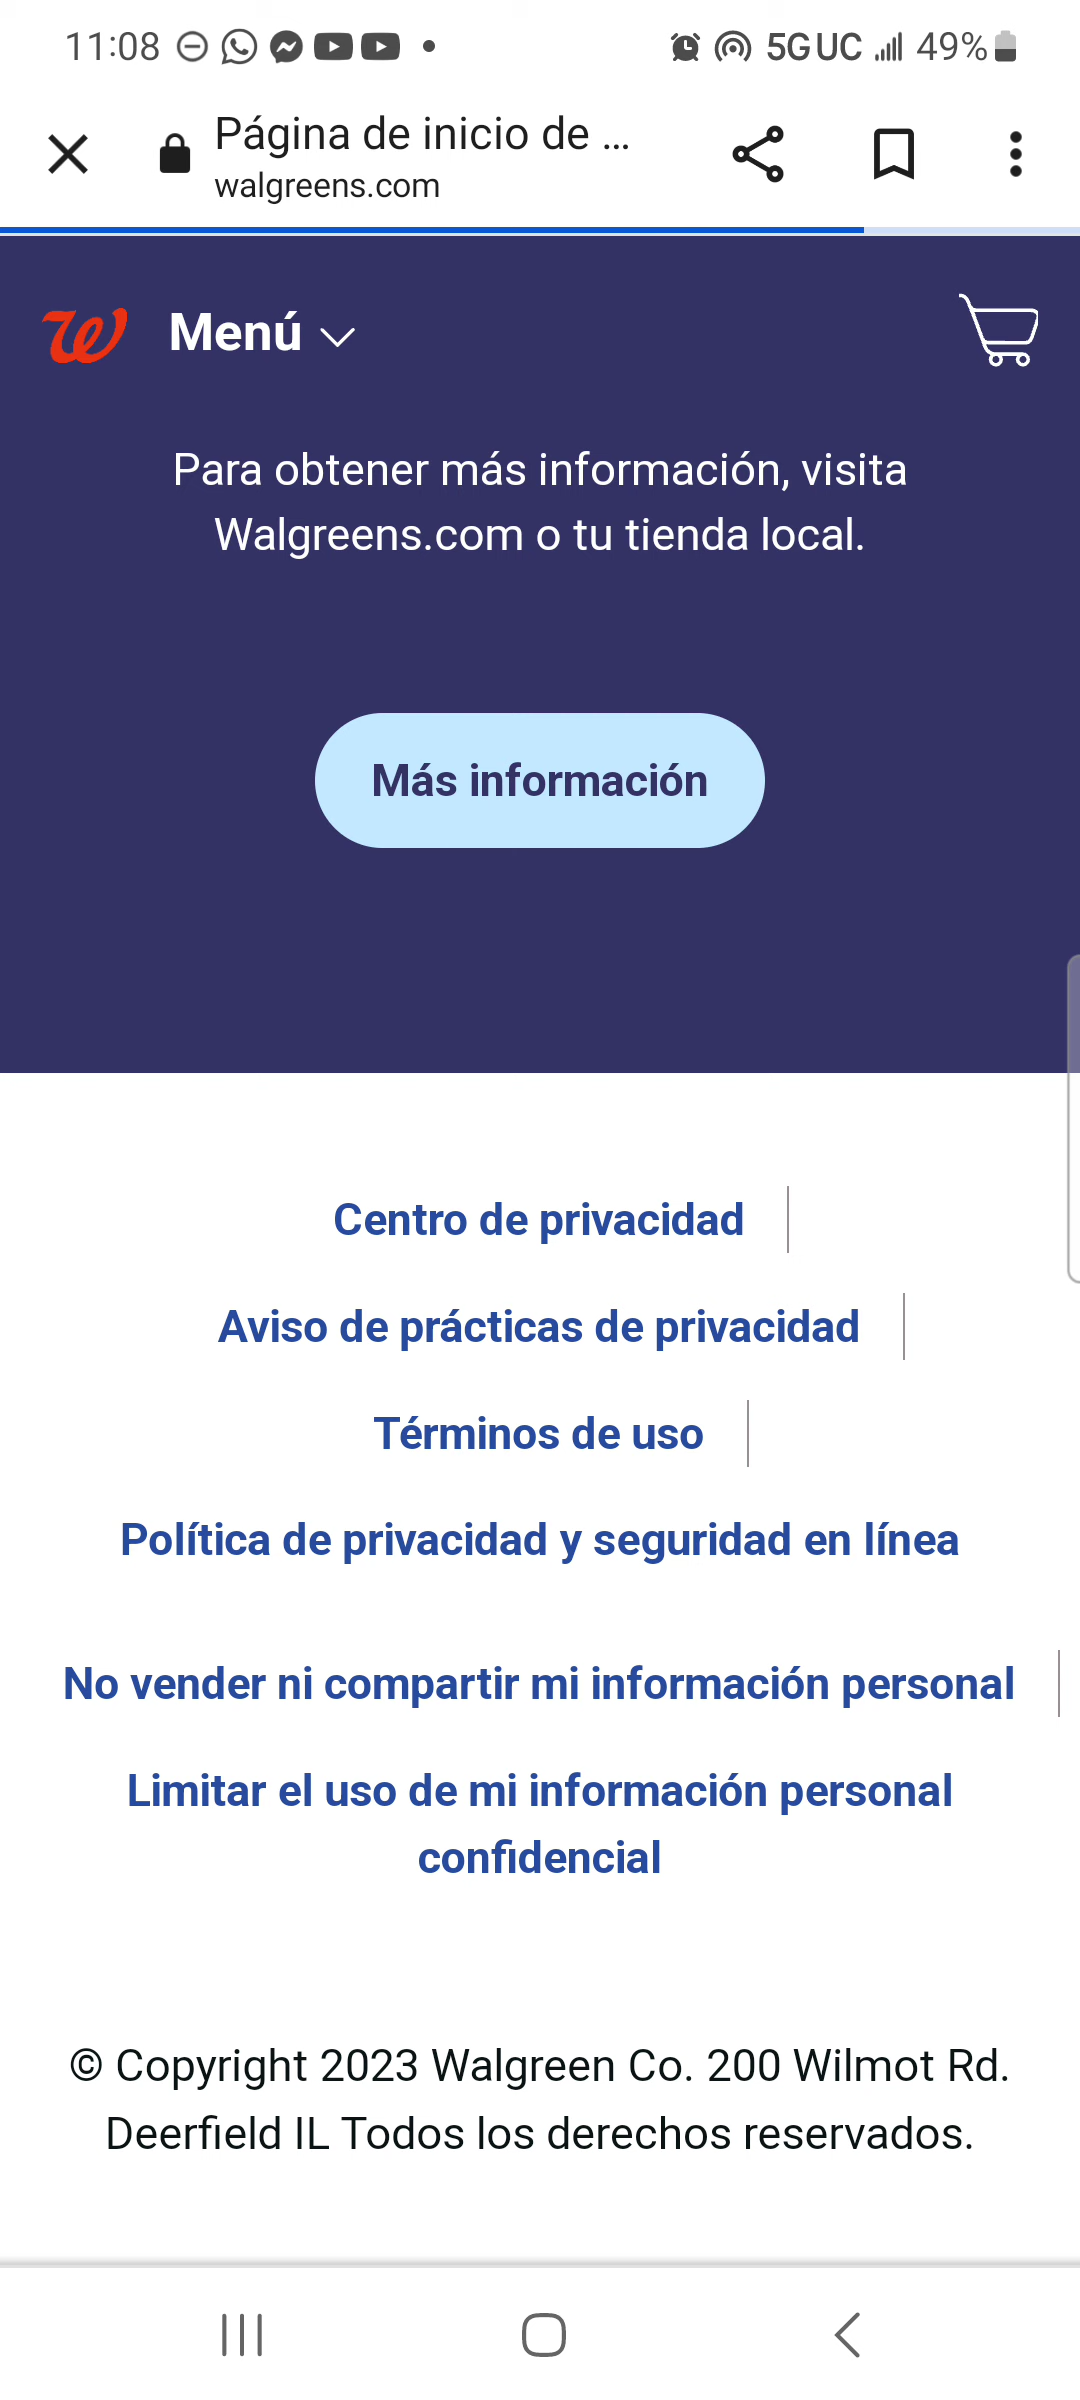 11:08
5G UC 49%
Página de inicio de ...
walgreens.com
W Menú
Para obtener más información, visita
Walgreens.com o tu tienda local.
Más información
Centro de privacidad
Aviso de prácticas de privacidad
Términos de uso
Política de privacidad y seguridad en línea
No vender ni compartir mi información personal
Limitar el uso de mi información personal
confidencial
© Copyright 2023 Walgreen Co. 200 Wilmot Rd.
Deerfield IL Todos los derechos reservados.